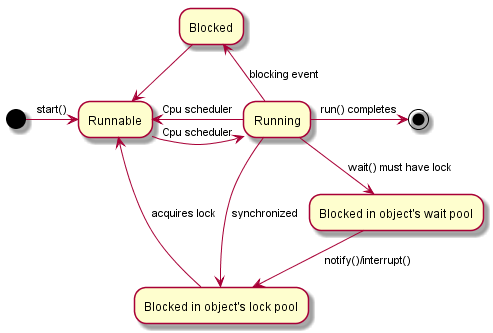 Blocked
blocking event
start()
Runnable
Cpu scheduler
Cpu scheduler
Running
run() completes
wait() must have lock
acquires lock
synchronized
Blocked in object's wait pool
notify()/interrupt()
Blocked in object's lock pool